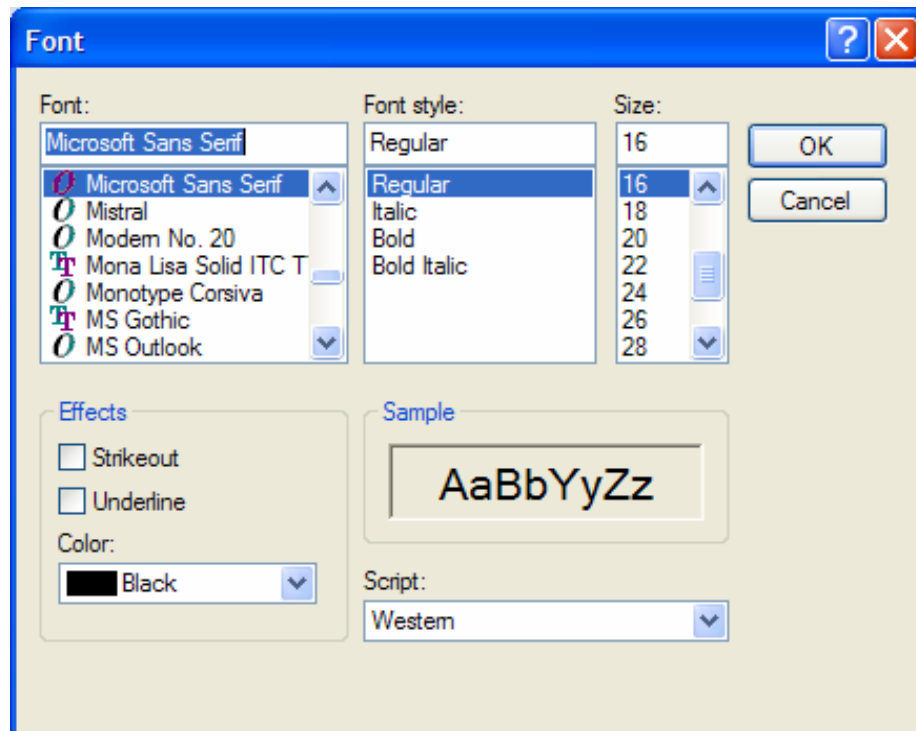 Font
Font:
Font style:
Size:
Microsoft Sans Serif
Regular
16
OK
Microsoft Sans Serif
Mistral
Modern No. 20
Mona Lisa Solid ITC T
Monotype Corsiva
MS Gothic
MS Outlook
Regular
Italic
Bold
Bold Italic
16
18
20
22
24
26
28
Cancel
Effects
Strikeout
Underline
Color:
Black
Sample
AaBbYyZz
Script:
Western